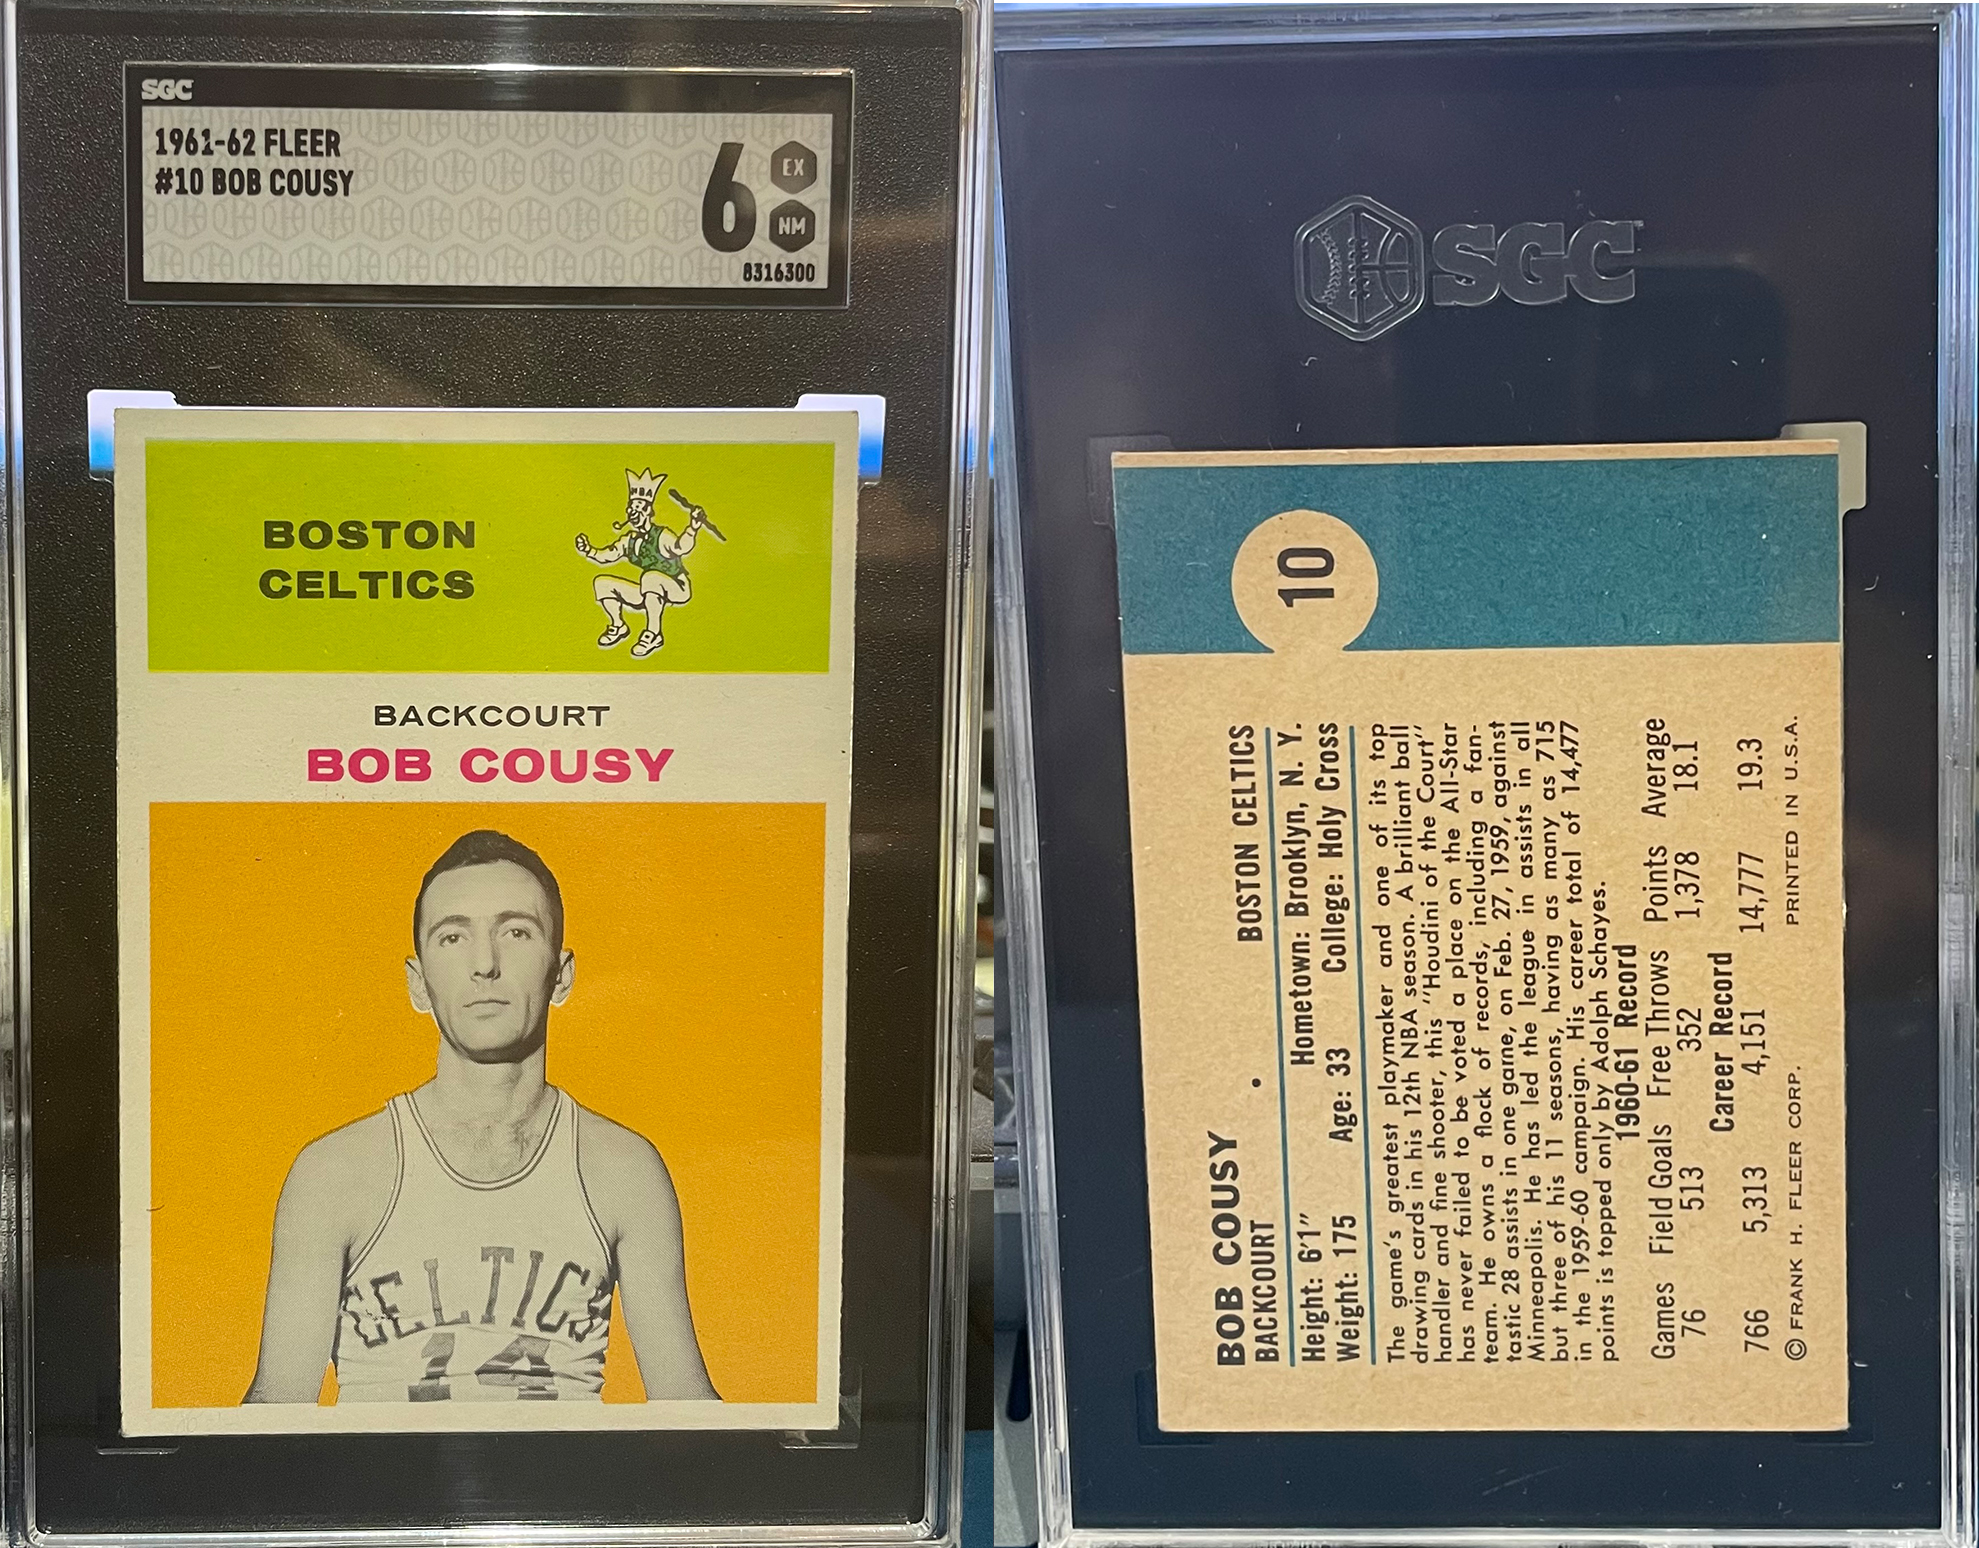 SGC
1961-62 FLEER
#10 BOB COUSY
6
EX
NM
8316300
NBA
BOSTON
CELTICS
BACKCOURT
BOB COUSY
CELTICS
14
SGC
10
BOB COUSY
BACKCOURT BOSTON CELTICS
Height: 6'1" Hometown: Brooklyn, N. Y.
Weight: 175 Age: 33 College: Holy Cross
The game's greatest playmaker and one of its top
drawing cards in his 12th NBA season. A brilliant ball
handler and fine shooter, this "Houdini of the Court"
has never failed to be voted a place on the All-Star
team. He owns a flock of records, including a fan-
tastic 28 assists in one game, on Feb. 27, 1959, against
Minneapolis. He has led the league in assists in all
but three of his 11 seasons, having as many as 715
in the 1959-60 campaign. His career total of 14,477
points is topped only by Adolph Schayes.
1960-61 Record
Games Field Goals Free Throws Points Average
76 513 352 1,378 18.1
Career Record
766 5,313 4,151 14,777 19.3
© FRANK H. FLEER CORP. PRINTED IN U.S.A.